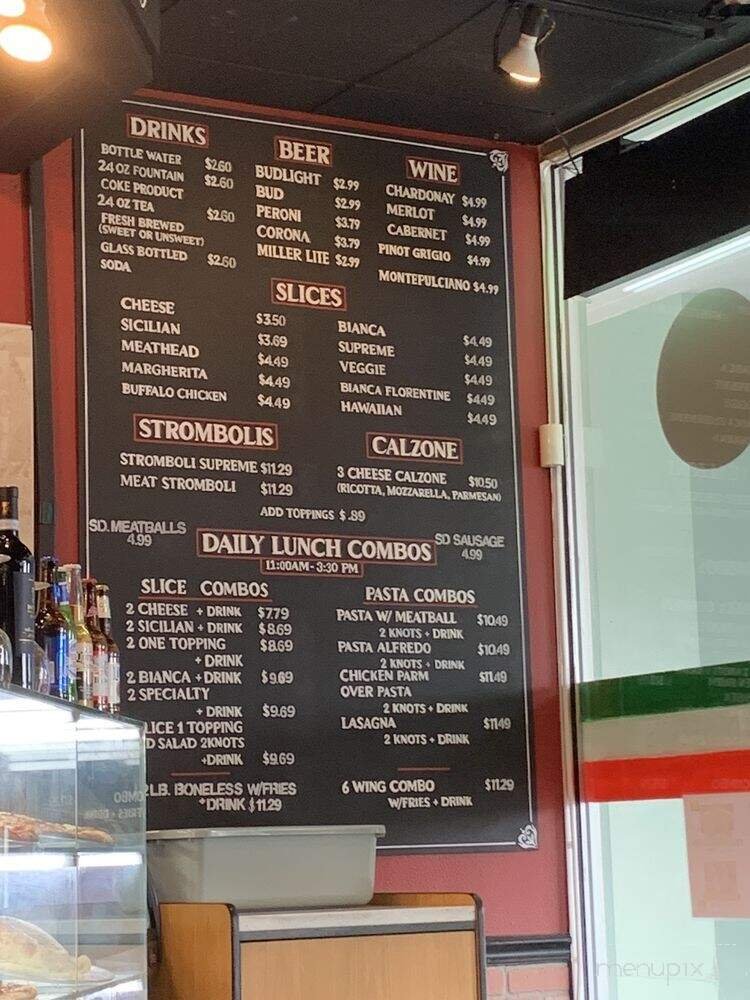 DRINKS
BOTTLE WATER $2.60
24 OZ FOUNTAIN $2.60
COKE PRODUCT
24 OZ TEA $2.60
FRESH BREWED
(SWEET OR UNSWEET)
GLASS BOTTLED $2.60
SODA
BEER
BUDLIGHT $2.99
BUD $2.99
PERONI $3.79
CORONA $3.79
MILLER LITE $2.99
WINE
CHARDONAY $4.99
MERLOT $4.99
CABERNET $4.99
PINOT GRIGIO $4.99
MONTEPULCIANO $4.99
SLICES
CHEESE $3.50
SICILIAN $3.69
MEATHEAD $4.49
MARGHERITA $4.49
BUFFALO CHICKEN $4.49
BIANCA $4.49
SUPREME $4.49
VEGGIE $4.49
BIANCA FLORENTINE $4.49
HAWAIIAN $4.49
STROMBOLIS
STROMBOLI SUPREME $11.29
MEAT STROMBOLI $11.29
CALZONE
3 CHEESE CALZONE $10.50
(RICOTTA, MOZZARELLA, PARMESAN)
ADD TOPPINGS $ .89
SD. MEATBALLS
4.99
SD SAUSAGE
4.99
DAILY LUNCH COMBOS
11:00AM - 3:30 PM
SLICE COMBOS
2 CHEESE + DRINK $7.79
2 SICILIAN + DRINK $8.69
2 ONE TOPPING $8.69
+ DRINK
2 BIANCA + DRINK $9.69
2 SPECIALTY
+ DRINK $9.69
LICE 1 TOPPING
D SALAD 2KNOTS
+DRINK $9.69
LB. BONELESS W/FRIES
+DRINK $11.29
PASTA COMBOS
PASTA W/ MEATBALL $10.49
2 KNOTS + DRINK
PASTA ALFREDO $10.49
2 KNOTS + DRINK
CHICKEN PARM $11.49
OVER PASTA
2 KNOTS + DRINK
LASAGNA $11.49
2 KNOTS + DRINK
6 WING COMBO $11.29
W/FRIES + DRINK
menupix